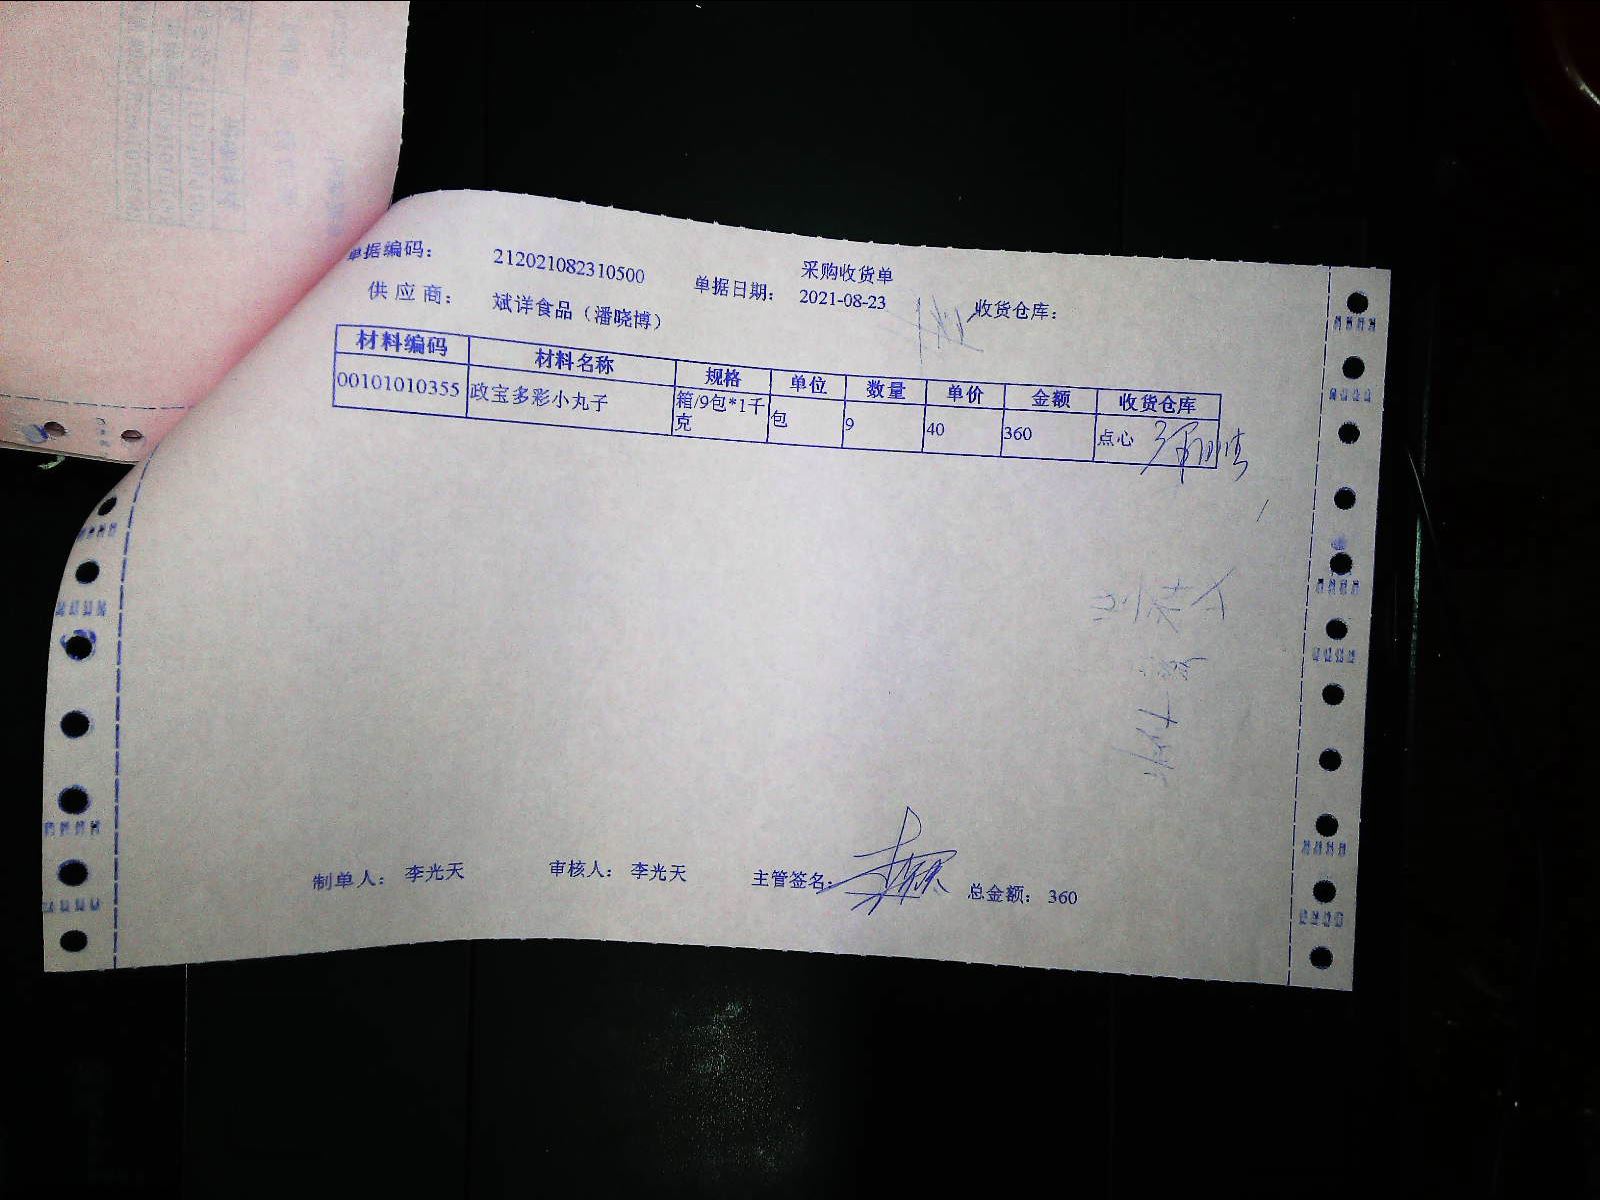 采购收货单
单据编码： 212021082310500 单据日期： 2021-08-23 收货仓库：
供应商： 斌详食品（潘晓博）
材料编码 材料名称 规格 单位 数量 单价 金额 收货仓库
00101010355 政宝多彩小丸子 箱/9包*1千克 包 9 40 360 点心
制单人： 李光天 审核人： 李光天 主管签名： 总金额： 360